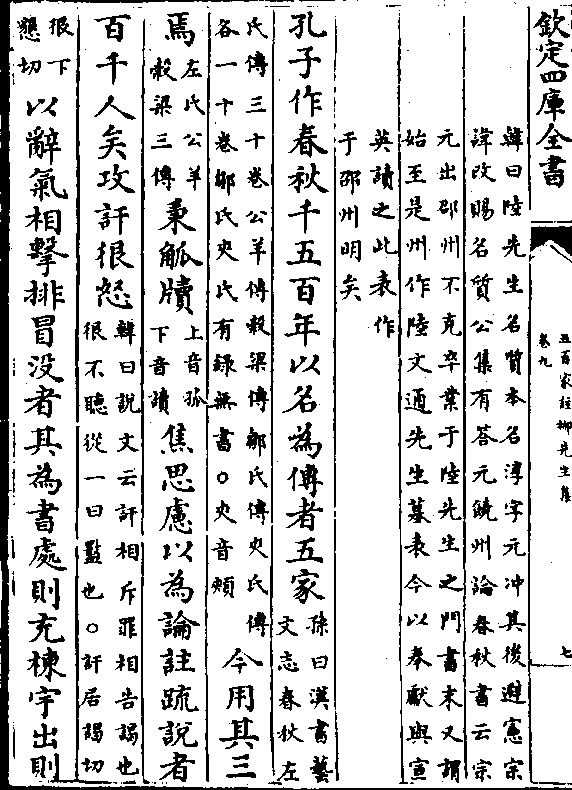 欽定四庫全書
五百家註柳先生集
卷九
七
韓曰陸先生名質本名淳字元冲其後避憲宗
諱改賜名質公集有答元饒州論春秋書云宗
元出邵州不克卒業于陸先生之門書末又謂
始至是州作陸文通先生墓表今以奉獻與宣
英讀之此表作
于邵州明矣
孔子作春秋千五百年以名為傳者五家
孫曰漢書藝
文志春秋左
氏傳三十卷公羊傳榖梁傳鄒氏傳夾氏傳
各一十卷鄒氏夾氏有録無書○夾音頰
今用其三
焉
左氏公羊
榖梁三傳
秉觚牘
上音孤
下音讀
焦思慮以為論註疏說者
百千人矣攻訐很怒
韓曰說文云訐相斥罪相告謁也
很不聽從一曰盭也○訐居謁切
很下
懇切
以辭氣相擊排冒没者其為書處則充棟宇出則